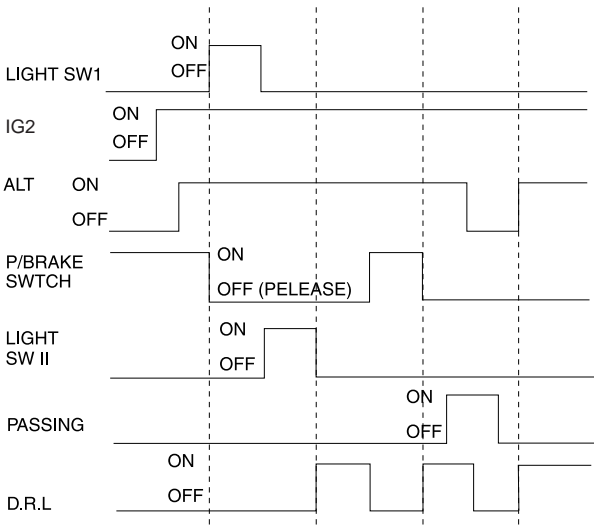 ON
LIGHT SW1 OFF
ON
IG2
OFF
ALT ON
OFF
P/BRAKE ON
SWTCH
OFF (PELEASE)
LIGHT ON
SW II
OFF
ON
PASSING OFF
ON
D.R.L OFF